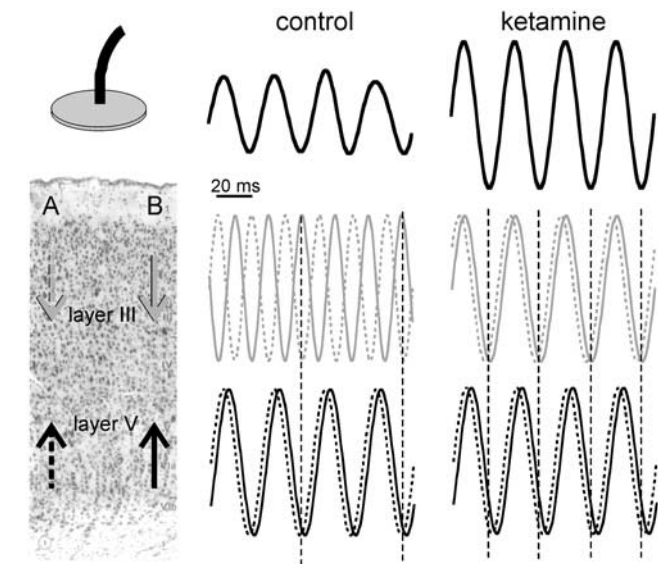 control
ketamine
20 ms
A
B
layer III
layer V